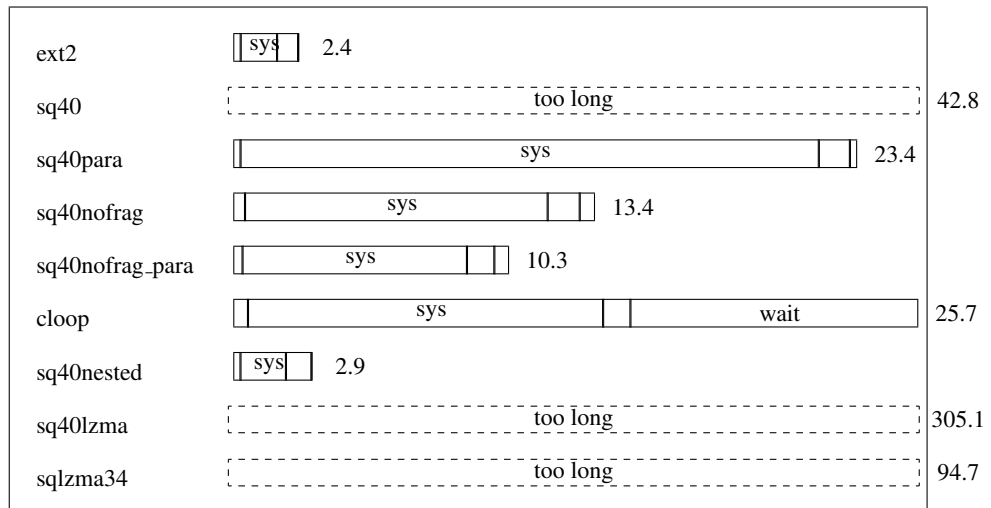 ext2 sys 2.4
sq40 too long 42.8
sq40para sys 23.4
sq40nofrag sys 13.4
sq40nofrag_para sys 10.3
cloop sys wait 25.7
sq40nested sys 2.9
sq40lzma too long 305.1
sqlzma34 too long 94.7